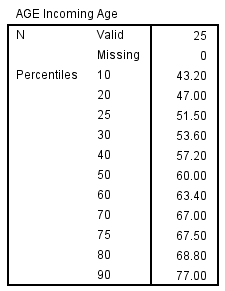 AGE Incoming Age
N Valid 25
Missing 0
Percentiles 10 43.20
20 47.00
25 51.50
30 53.60
40 57.20
50 60.00
60 63.40
70 67.00
75 67.50
80 68.80
90 77.00